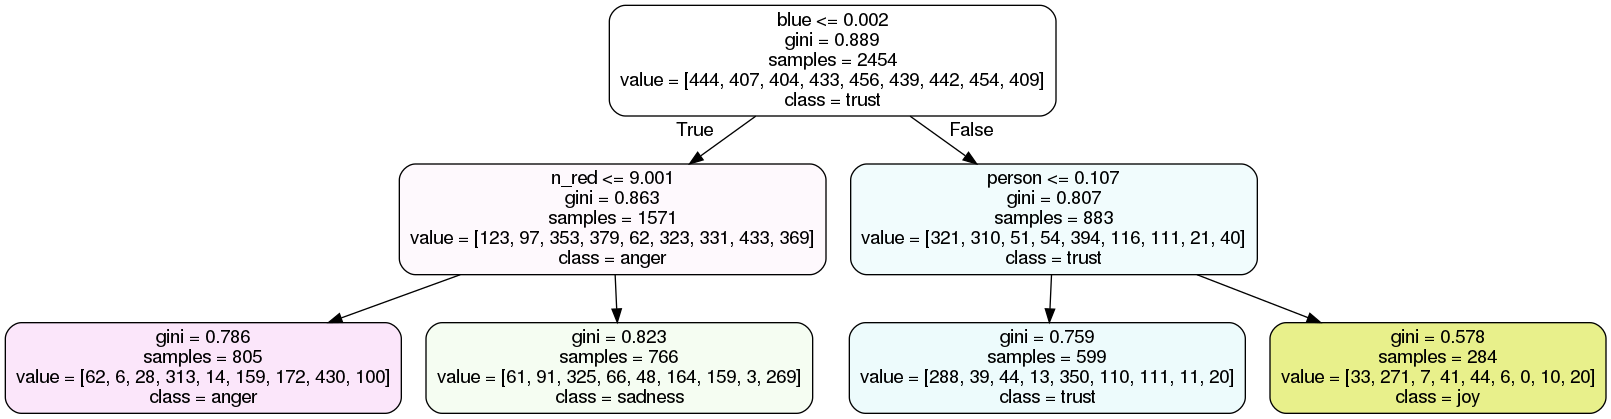 blue <= 0.002
gini = 0.889
samples = 2454
value = [444, 407, 404, 433, 456, 439, 442, 454, 409]
class = trust
True
False
n_red <= 9.001
gini = 0.863
samples = 1571
value = [123, 97, 353, 379, 62, 323, 331, 433, 369]
class = anger
person <= 0.107
gini = 0.807
samples = 883
value = [321, 310, 51, 54, 394, 116, 111, 21, 40]
class = trust
gini = 0.786
samples = 805
value = [62, 6, 28, 313, 14, 159, 172, 430, 100]
class = anger
gini = 0.823
samples = 766
value = [61, 91, 325, 66, 48, 164, 159, 3, 269]
class = sadness
gini = 0.759
samples = 599
value = [288, 39, 44, 13, 350, 110, 111, 11, 20]
class = trust
gini = 0.578
samples = 284
value = [33, 271, 7, 41, 44, 6, 0, 10, 20]
class = joy